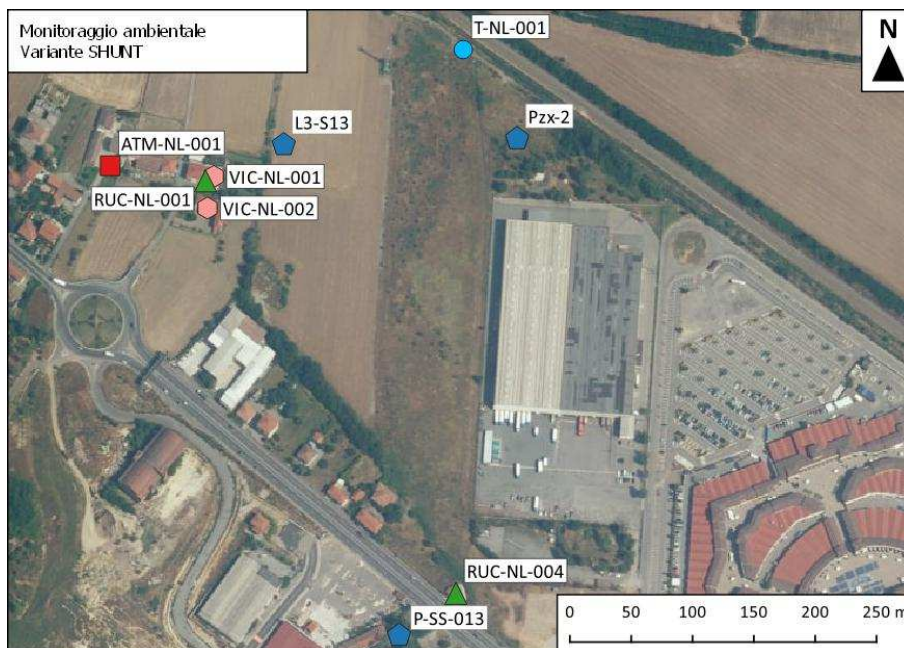 Monitoraggio ambientale
Variante SHUNT
T-NL-001
N
L3-S13
Pzx-2
ATM-NL-001
VIC-NL-001
RUC-NL-001
VIC-NL-002
RUC-NL-004
P-SS-013
0 50 100 150 200 250 m